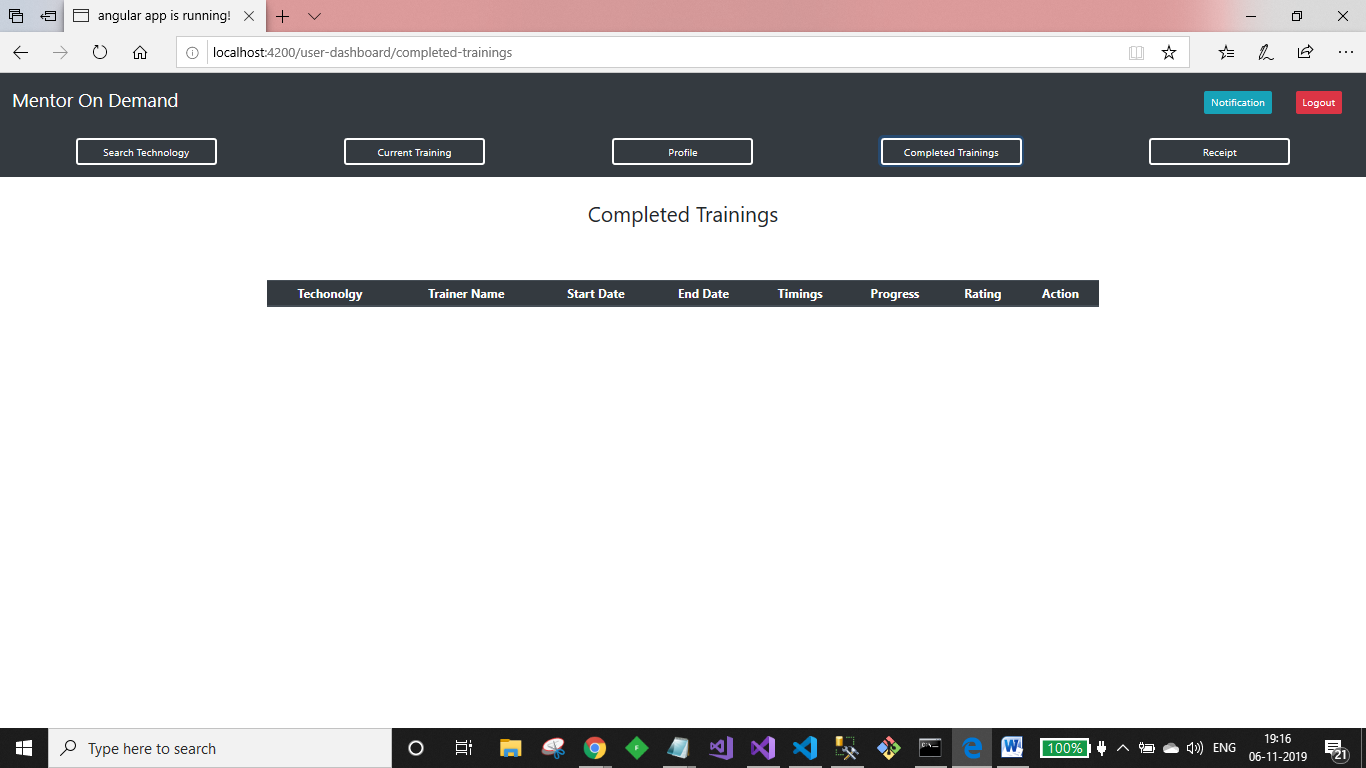 angular app is running!
localhost:4200/user-dashboard/completed-trainings
Mentor On Demand
Notification
Logout
Search Technology
Current Training
Profile
Completed Trainings
Receipt
Completed Trainings
Techonolgy Trainer Name Start Date End Date Timings Progress Rating Action
Type here to search
100%
ENG
19:16
06-11-2019
21